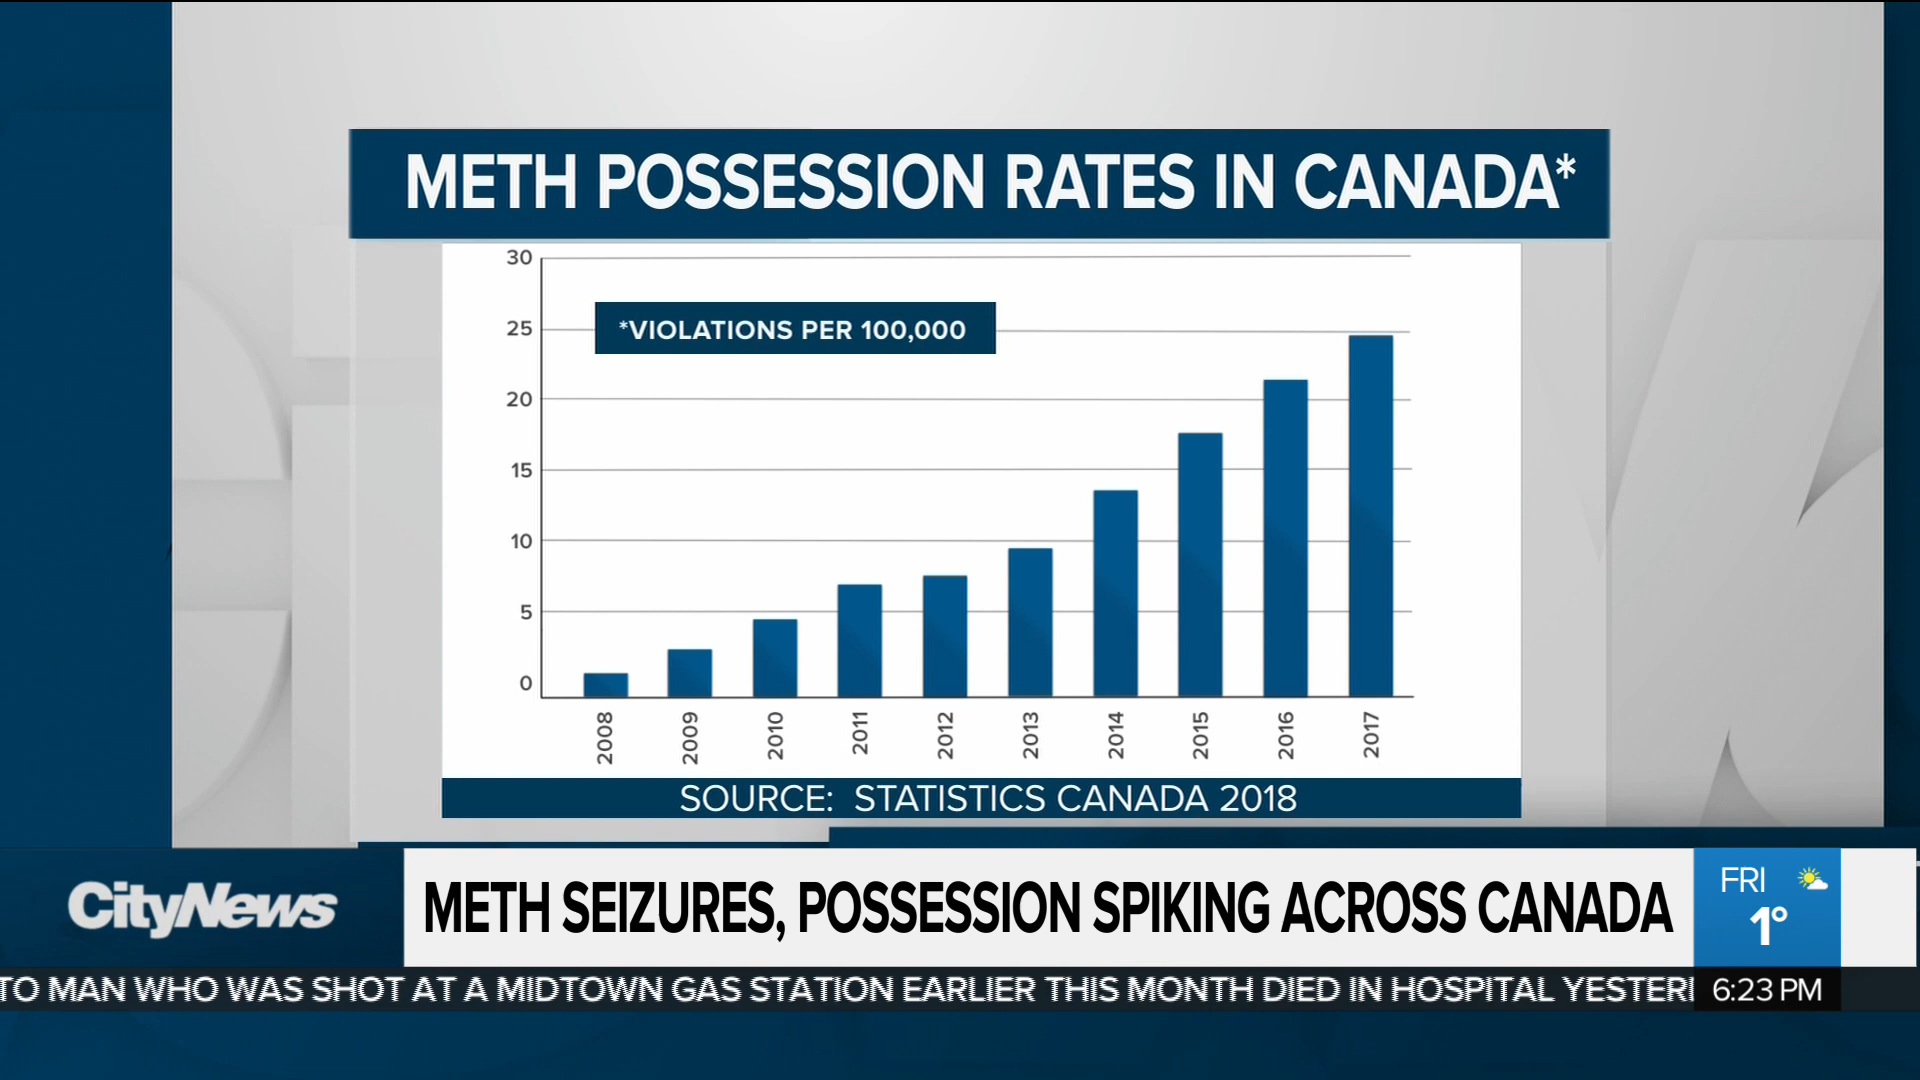 METH POSSESSION RATES IN CANADA*
30
*VIOLATIONS PER 100,000
25
20
15
10
5
0
2008 2009 2010 2011 2012 2013 2014 2015 2016 2017
SOURCE: STATISTICS CANADA 2018
CityNews
METH SEIZURES, POSSESSION SPIKING ACROSS CANADA
FRI
1°
TO MAN WHO WAS SHOT AT A MIDTOWN GAS STATION EARLIER THIS MONTH DIED IN HOSPITAL YESTER
6:23 PM